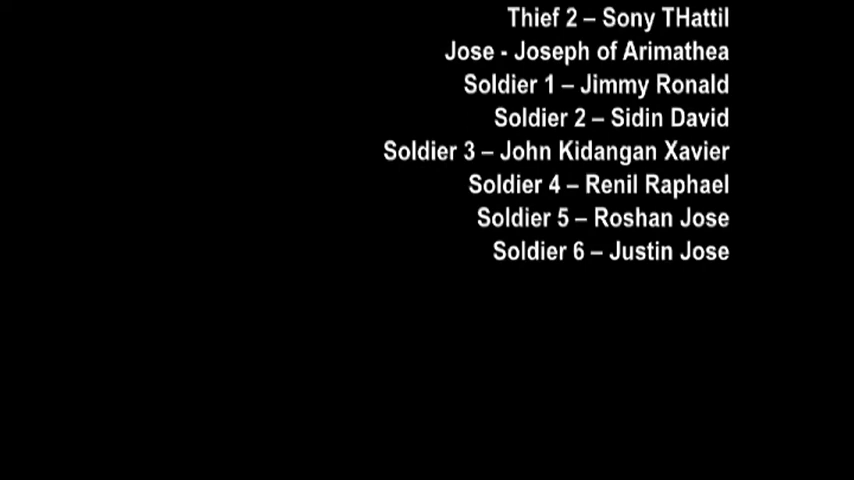 Thief 2 – Sony THattil
Jose - Joseph of Arimathea
Soldier 1 – Jimmy Ronald
Soldier 2 – Sidin David
Soldier 3 – John Kidangan Xavier
Soldier 4 – Renil Raphael
Soldier 5 – Roshan Jose
Soldier 6 – Justin Jose